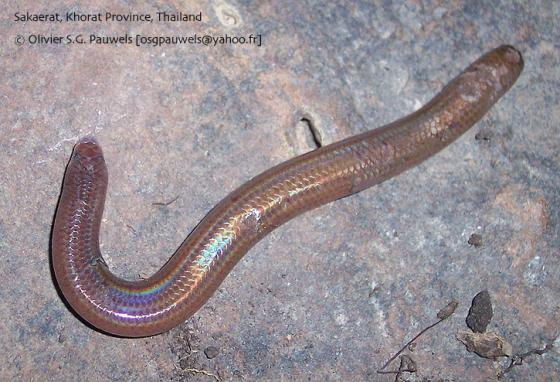 Sakaerat, Khorat Province, Thailand
© Olivier S.G. Pauwels [osgpauwels@yahoo.fr]